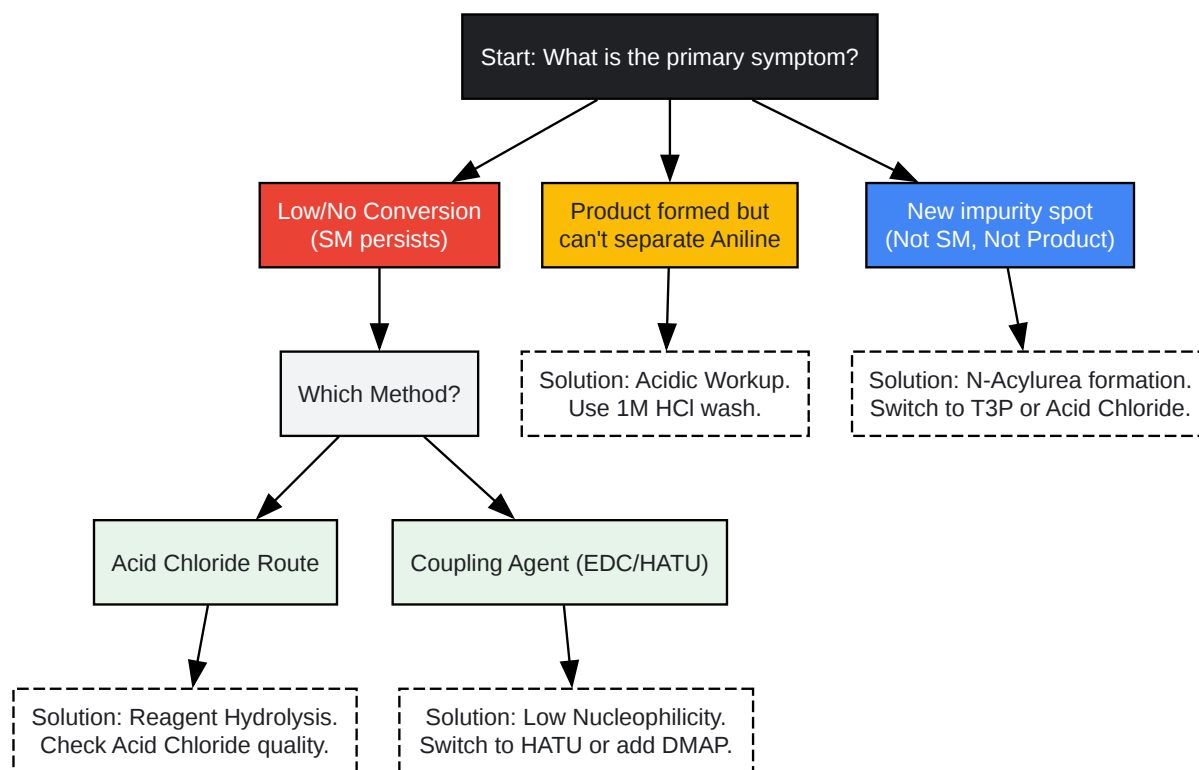 Start: What is the primary symptom?
Low/No Conversion
(SM persists)
Product formed but
can't separate Aniline
New impurity spot
(Not SM, Not Product)
Which Method?
Solution: Acidic Workup.
Use 1M HCl wash.
Solution: N-Acylurea formation.
Switch to T3P or Acid Chloride.
Acid Chloride Route
Coupling Agent (EDC/HATU)
Solution: Reagent Hydrolysis.
Check Acid Chloride quality.
Solution: Low Nucleophilicity.
Switch to HATU or add DMAP.